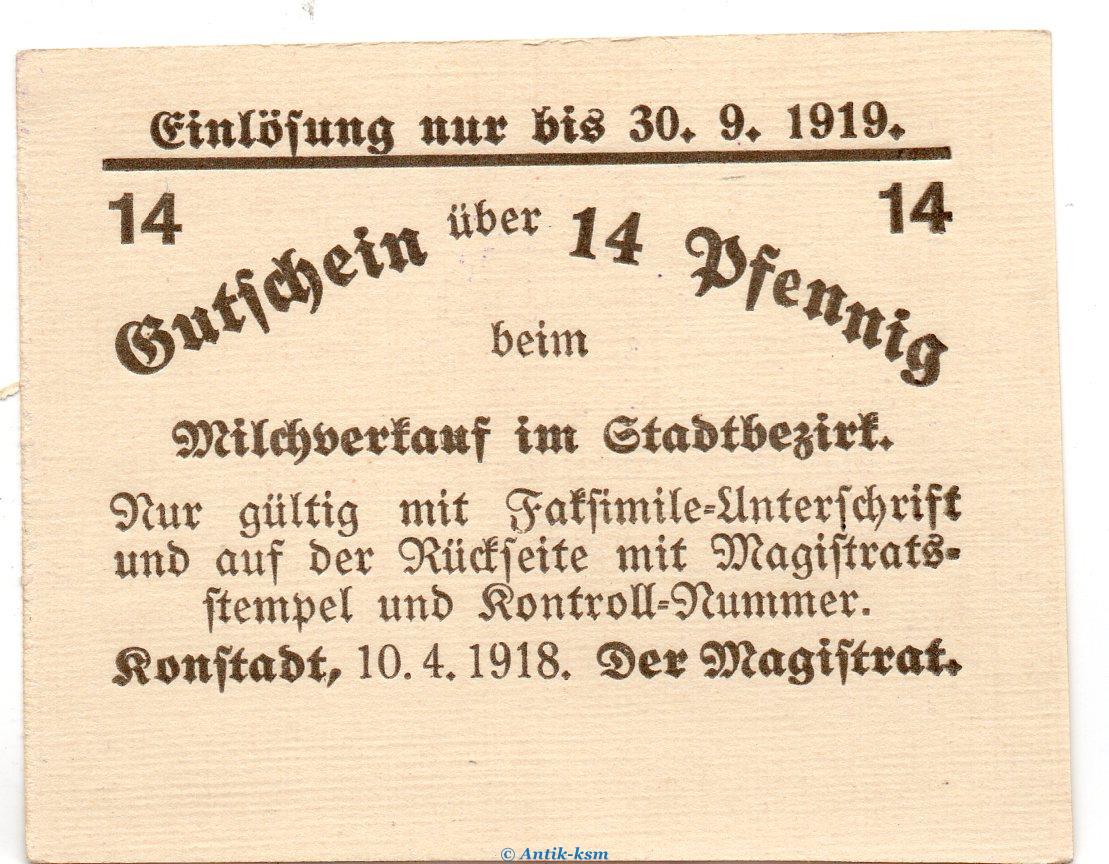 Einlösung nur bis 30. 9. 1919.
14 14
Gutschein über 14 Pfennig
beim
Milchverkauf im Stadtbezirk.
Nur gültig mit Faksimile-Unterschrift
und auf der Rückseite mit Magistrats-
stempel und Kontroll-Nummer.
Konstadt, 10. 4. 1918. Der Magistrat.
© Antik-ksm